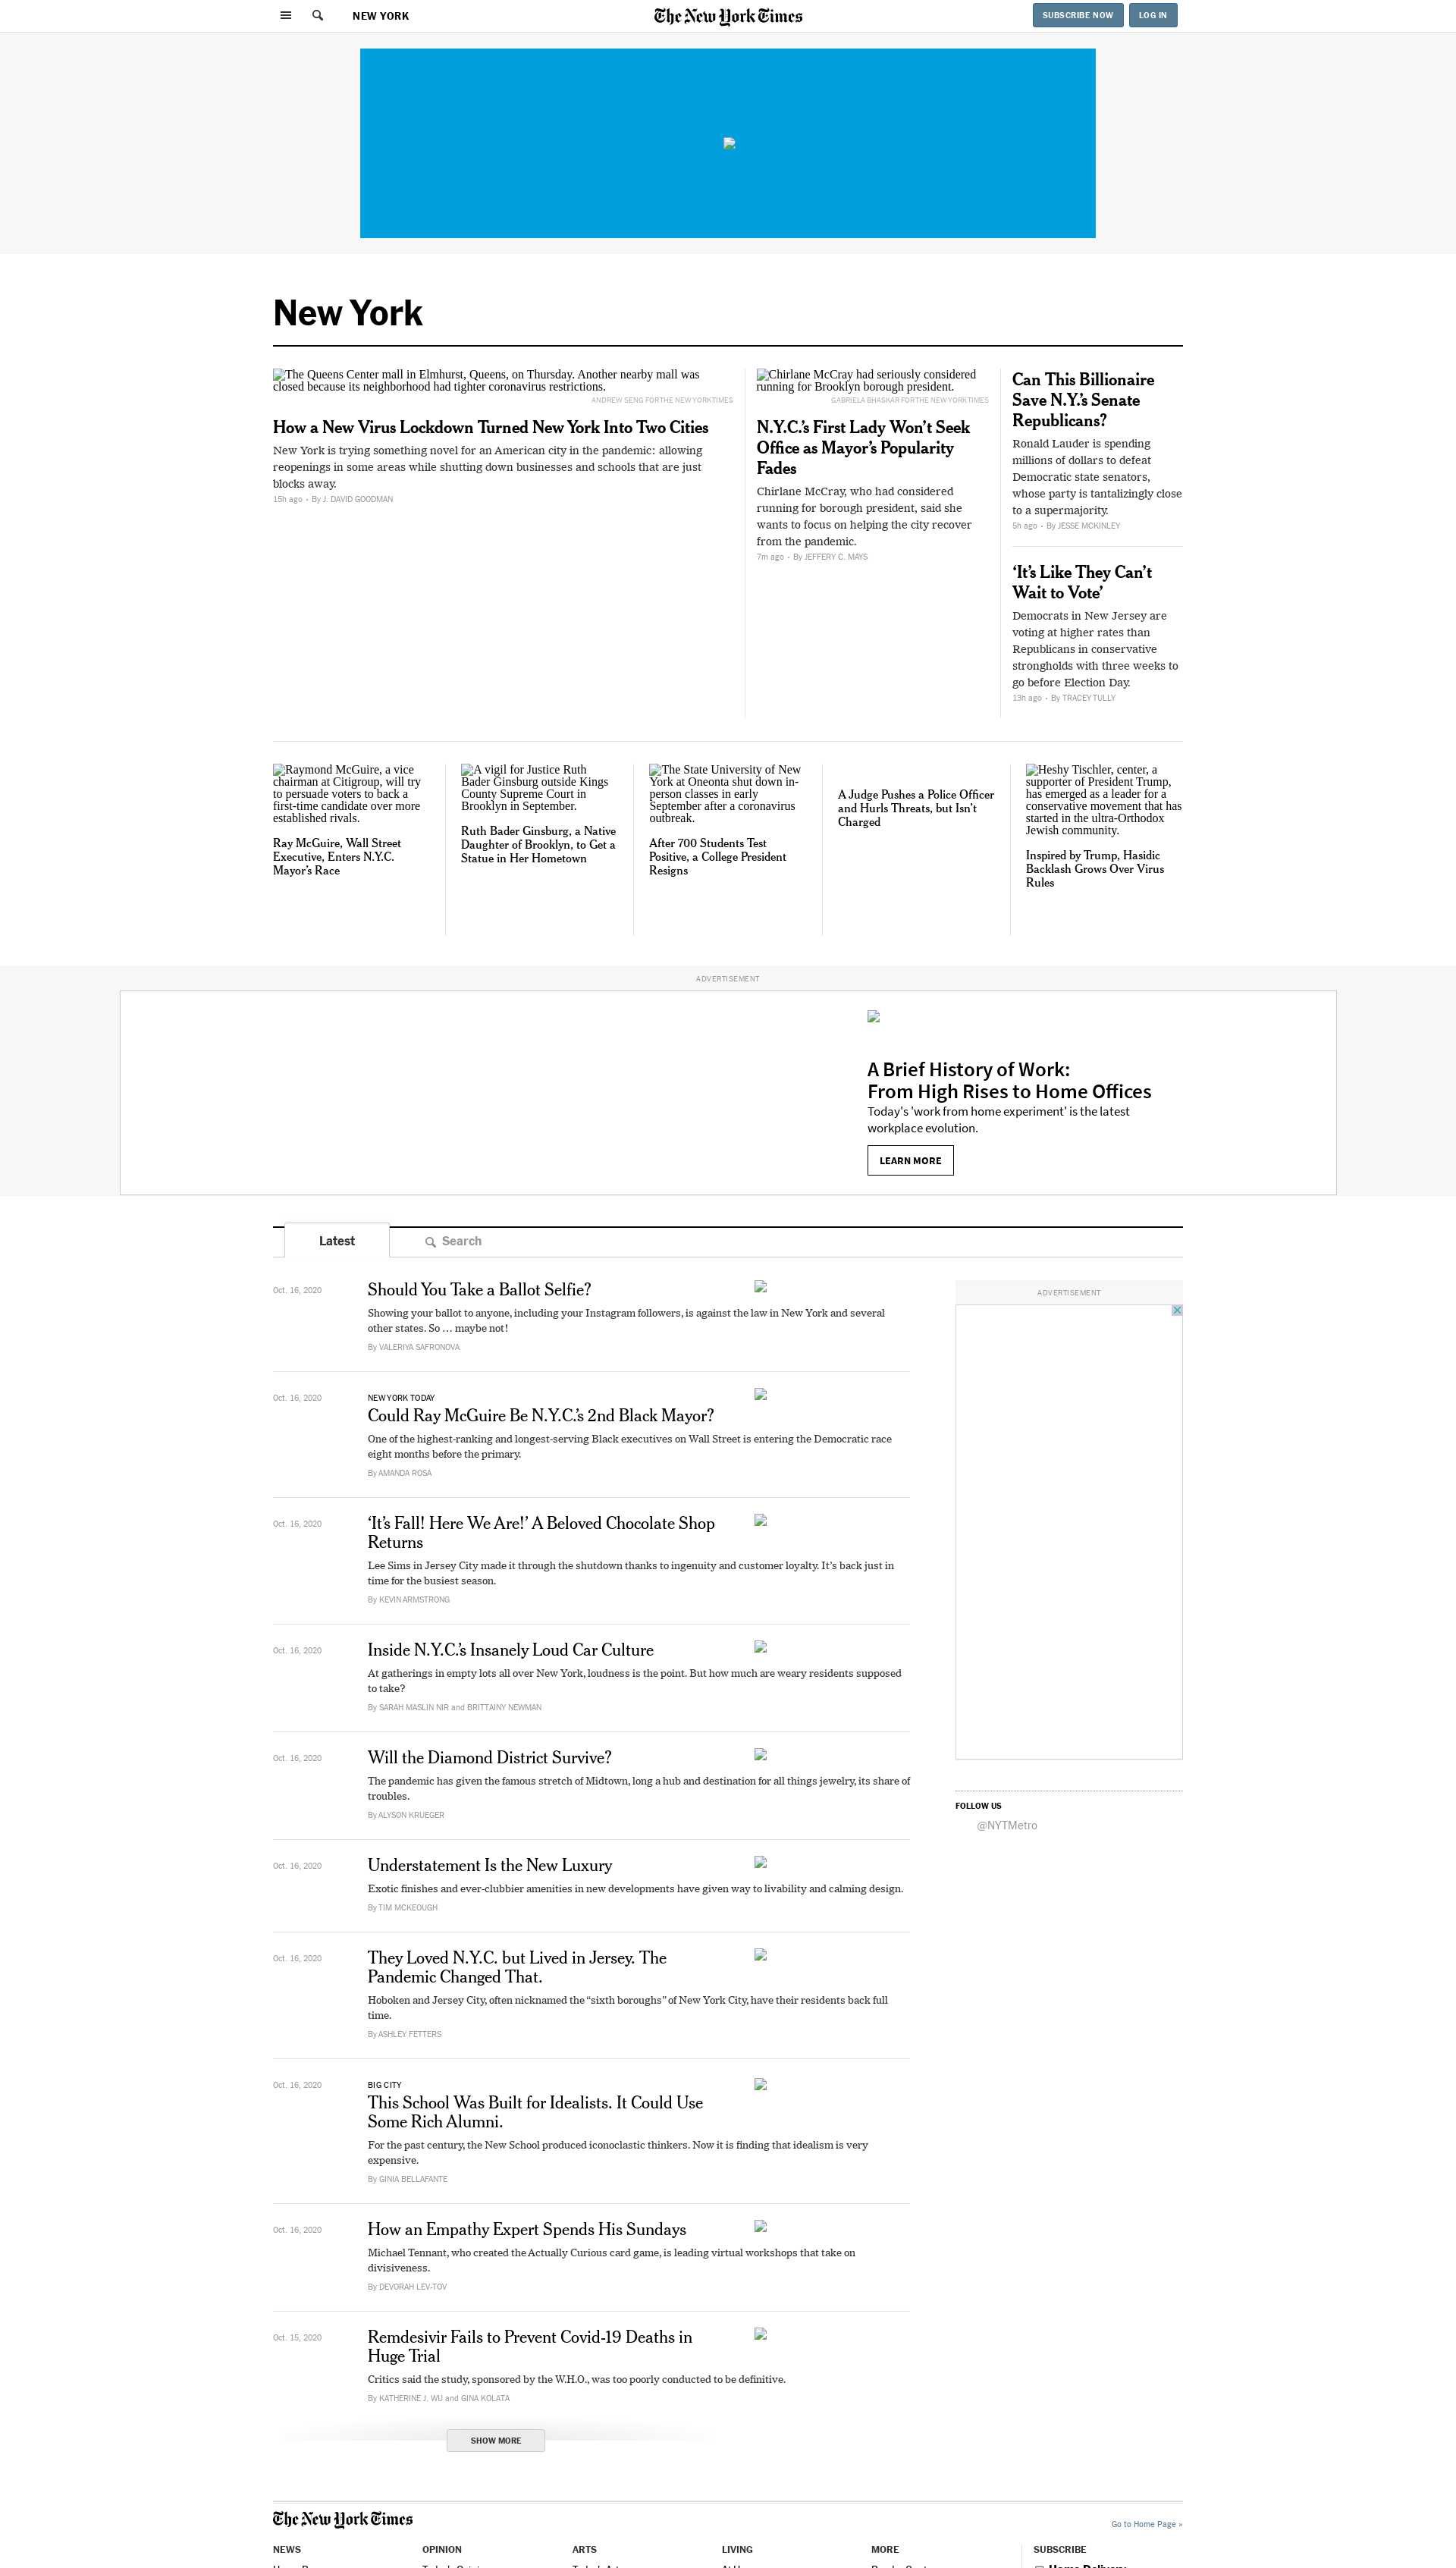 NEW YORK
The New York Times
SUBSCRIBE NOW
LOG IN
New York
The Queens Center mall in Elmhurst, Queens, on Thursday. Another nearby mall was
closed because its neighborhood had tighter coronavirus restrictions.
ANDREW SENG FOR THE NEW YORK TIMES
How a New Virus Lockdown Turned New York Into Two Cities
New York is trying something novel for an American city in the pandemic: allowing
reopenings in some areas while shutting down businesses and schools that are just
blocks away.
15h ago • By J. DAVID GOODMAN
Chirlane McCray had seriously considered
running for Brooklyn borough president.
GABRIELA BHASKAR FOR THE NEW YORK TIMES
N.Y.C.’s First Lady Won’t Seek
Office as Mayor’s Popularity
Fades
Chirlane McCray, who had considered
running for borough president, said she
wants to focus on helping the city recover
from the pandemic.
7m ago • By JEFFERY C. MAYS
Can This Billionaire
Save N.Y.’s Senate
Republicans?
Ronald Lauder is spending
millions of dollars to defeat
Democratic state senators,
whose party is tantalizingly close
to a supermajority.
5h ago • By JESSE MCKINLEY
‘It’s Like They Can’t
Wait to Vote’
Democrats in New Jersey are
voting at higher rates than
Republicans in conservative
strongholds with three weeks to
go before Election Day.
13h ago • By TRACEY TULLY
Raymond McGuire, a vice
chairman at Citigroup, will try
to persuade voters to back a
first-time candidate over more
established rivals.
Ray McGuire, Wall Street
Executive, Enters N.Y.C.
Mayor’s Race
A vigil for Justice Ruth
Bader Ginsburg outside Kings
County Supreme Court in
Brooklyn in September.
Ruth Bader Ginsburg, a Native
Daughter of Brooklyn, to Get a
Statue in Her Hometown
The State University of New
York at Oneonta shut down in-
person classes in early
September after a coronavirus
outbreak.
After 700 Students Test
Positive, a College President
Resigns
A Judge Pushes a Police Officer
and Hurls Threats, but Isn’t
Charged
Heshy Tischler, center, a
supporter of President Trump,
has emerged as a leader for a
conservative movement that has
started in the ultra-Orthodox
Jewish community.
Inspired by Trump, Hasidic
Backlash Grows Over Virus
Rules
ADVERTISEMENT
A Brief History of Work:
From High Rises to Home Offices
Today's 'work from home experiment' is the latest
workplace evolution.
LEARN MORE
Latest
Search
Oct. 16, 2020
Should You Take a Ballot Selfie?
Showing your ballot to anyone, including your Instagram followers, is against the law in New York and several
other states. So … maybe not!
By VALERIYA SAFRONOVA
Oct. 16, 2020
NEW YORK TODAY
Could Ray McGuire Be N.Y.C.’s 2nd Black Mayor?
One of the highest-ranking and longest-serving Black executives on Wall Street is entering the Democratic race
eight months before the primary.
By AMANDA ROSA
Oct. 16, 2020
‘It’s Fall! Here We Are!’ A Beloved Chocolate Shop
Returns
Lee Sims in Jersey City made it through the shutdown thanks to ingenuity and customer loyalty. It’s back just in
time for the busiest season.
By KEVIN ARMSTRONG
Oct. 16, 2020
Inside N.Y.C.’s Insanely Loud Car Culture
At gatherings in empty lots all over New York, loudness is the point. But how much are weary residents supposed
to take?
By SARAH MASLIN NIR and BRITTAINY NEWMAN
Oct. 16, 2020
Will the Diamond District Survive?
The pandemic has given the famous stretch of Midtown, long a hub and destination for all things jewelry, its share of
troubles.
By ALYSON KRUEGER
Oct. 16, 2020
Understatement Is the New Luxury
Exotic finishes and ever-clubbier amenities in new developments have given way to livability and calming design.
By TIM MCKEOUGH
Oct. 16, 2020
They Loved N.Y.C. but Lived in Jersey. The
Pandemic Changed That.
Hoboken and Jersey City, often nicknamed the “sixth boroughs” of New York City, have their residents back full
time.
By ASHLEY FETTERS
Oct. 16, 2020
BIG CITY
This School Was Built for Idealists. It Could Use
Some Rich Alumni.
For the past century, the New School produced iconoclastic thinkers. Now it is finding that idealism is very
expensive.
By GINIA BELLAFANTE
Oct. 16, 2020
How an Empathy Expert Spends His Sundays
Michael Tennant, who created the Actually Curious card game, is leading virtual workshops that take on
divisiveness.
By DEVORAH LEV-TOV
Oct. 15, 2020
Remdesivir Fails to Prevent Covid-19 Deaths in
Huge Trial
Critics said the study, sponsored by the W.H.O., was too poorly conducted to be definitive.
By KATHERINE J. WU and GINA KOLATA
SHOW MORE
ADVERTISEMENT
FOLLOW US
@NYTMetro
The New York Times
Go to Home Page »
NEWS
OPINION
ARTS
LIVING
MORE
SUBSCRIBE